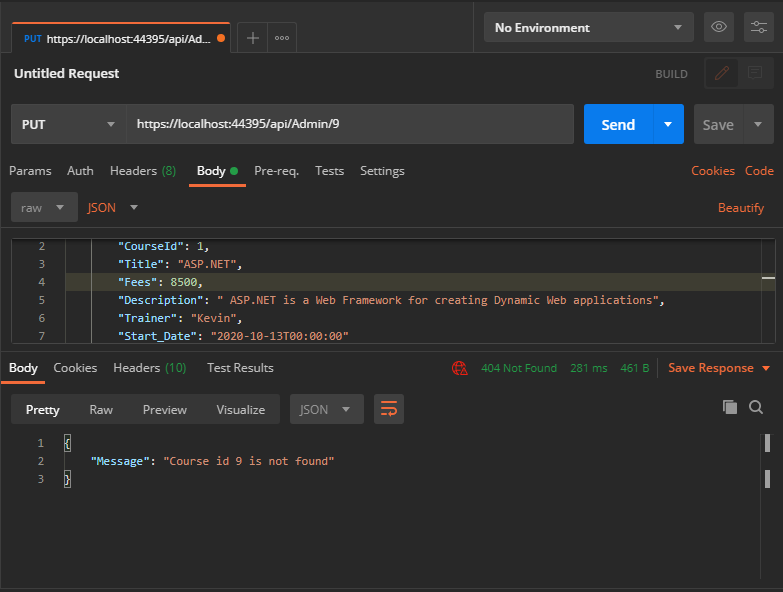 PUT https://localhost:44395/api/Ad...
No Environment
Untitled Request
BUILD
PUT https://localhost:44395/api/Admin/9 Send Save
Params Auth Headers (8) Body Pre-req. Tests Settings Cookies Code
raw JSON Beautify
2 "CourseId": 1,
3 "Title": "ASP.NET",
4 "Fees": 8500,
5 "Description": " ASP.NET is a Web Framework for creating Dynamic Web applications",
6 "Trainer": "Kevin",
7 "Start_Date": "2020-10-13T00:00:00"
Body Cookies Headers (10) Test Results 404 Not Found 281 ms 461 B Save Response
Pretty Raw Preview Visualize JSON
1 {
2 "Message": "Course id 9 is not found"
3 }